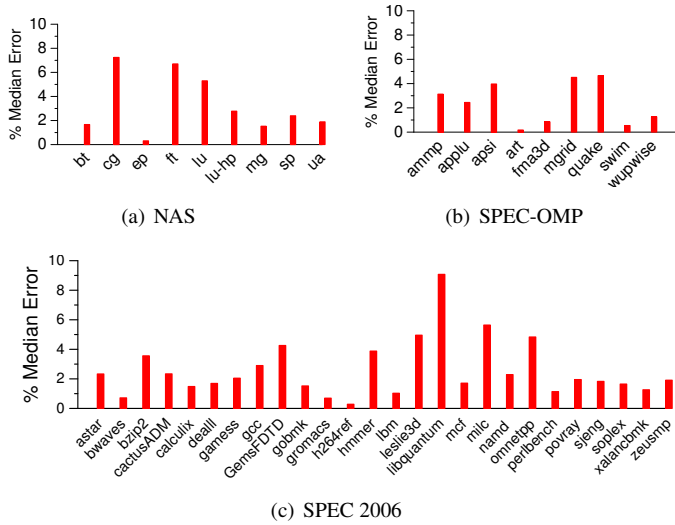 % Median Error
10
8
6
4
2
0
bt
cg
ep
ft
lu
lu-hp
mg
sp
ua
(a) NAS
% Median Error
10
8
6
4
2
0
ammp
applu
apsi
art
fma3d
mgrid
quake
swim
wupwise
(b) SPEC-OMP
% Median Error
10
8
6
4
2
0
astar
bwaves
bzip2
cactusADM
calculix
dealII
gamess
gcc
GemsFDTD
gobmk
gromacs
h264ref
hmmer
lbm
leslie3d
libquantum
mcf
milc
namd
omnetpp
perlbench
povray
sjeng
soplex
xalancbmk
zeusmp
(c) SPEC 2006